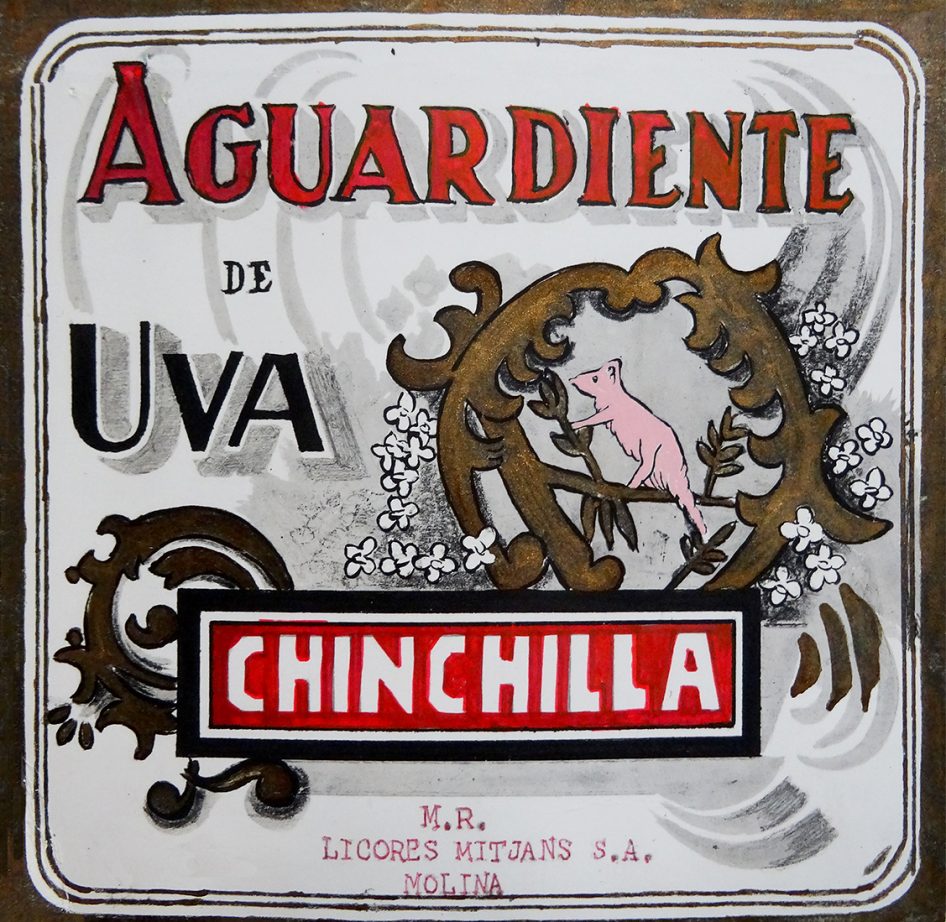 AGUARDIENTE
DE
UVA
CHINCHILLA
M.R.
LICORES MITJANS S.A.
MOLINA